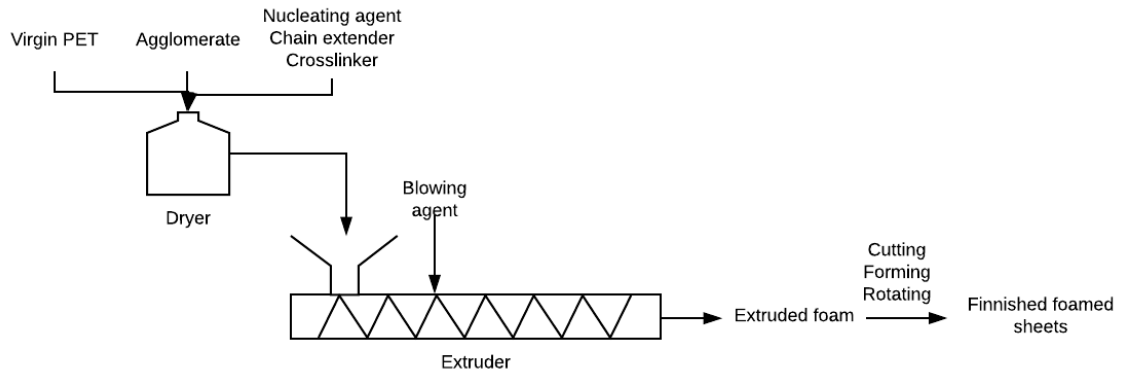 Virgin PET
Agglomerate
Nucleating agent
Chain extender
Crosslinker
Dryer
Blowing
agent
Extruder
Extruded foam
Cutting
Forming
Rotating
Finnished foamed
sheets